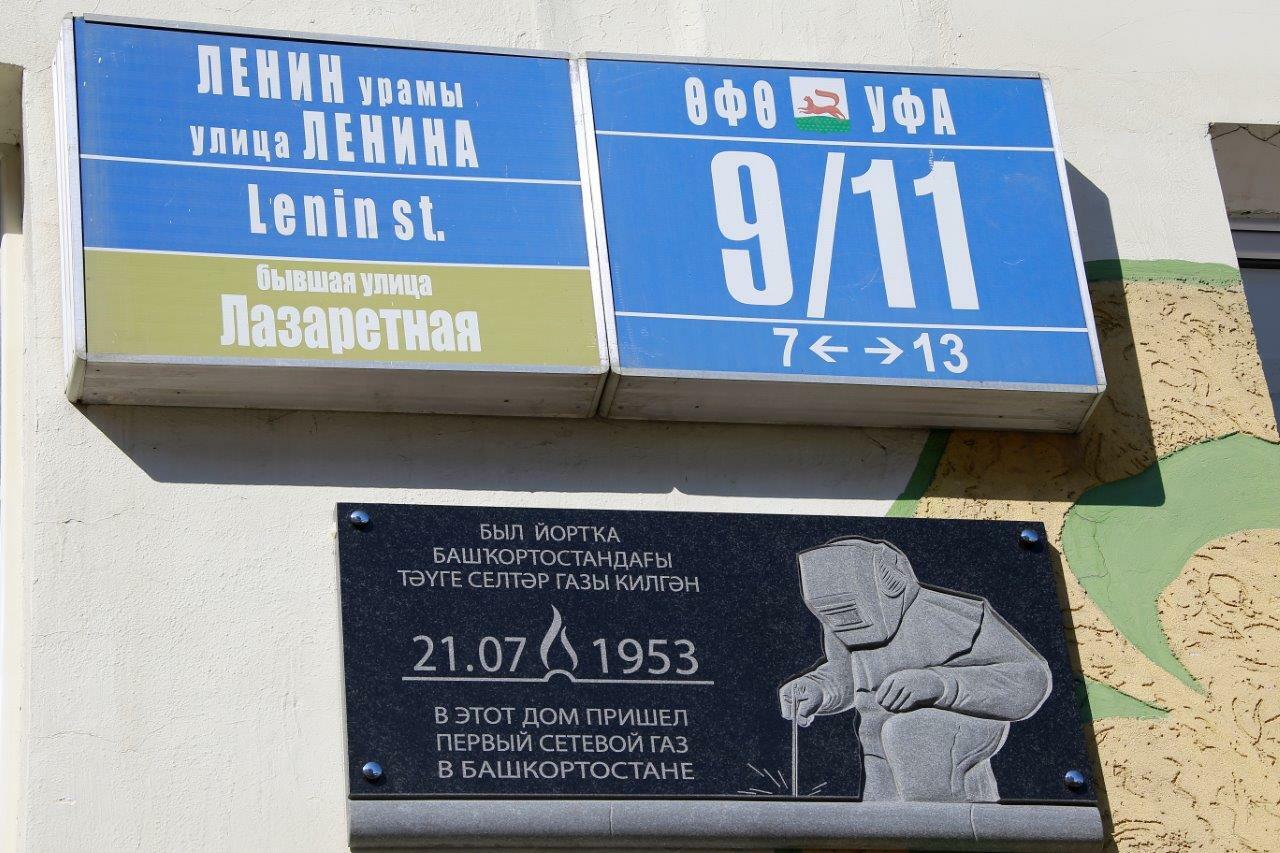 ЛЕНИН урамы
улица ЛЕНИНА
Lenin st.
бывшая улица
Лазаретная
ӨФӨ УФА
9/11
7 ← → 13
БЫЛ ЙОРТҠА
БАШҠОРТОСТАНДАҒЫ
ТӘҮГЕ СЕЛТӘР ГАЗЫ КИЛГӘН
21.07 1953
В ЭТОТ ДОМ ПРИШЕЛ
ПЕРВЫЙ СЕТЕВОЙ ГАЗ
В БАШКОРТОСТАНЕ